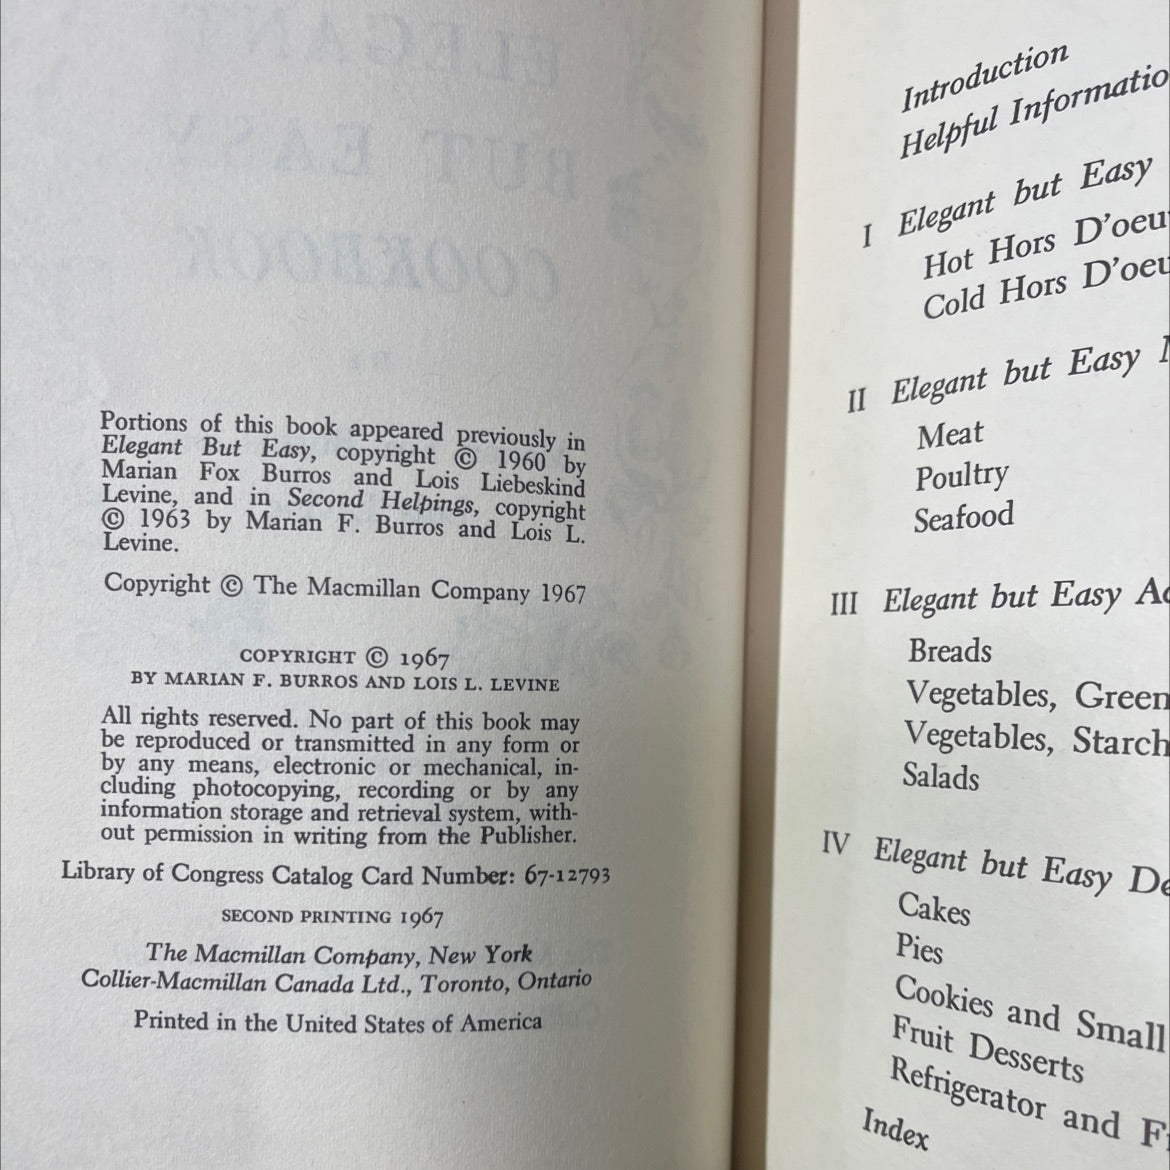 Portions of this book appeared previously in
Elegant But Easy, copyright © 1960 by
Marian Fox Burros and Lois Liebeskind
Levine, and in Second Helpings, copyright
© 1963 by Marian F. Burros and Lois L.
Levine.
Copyright © The Macmillan Company 1967
COPYRIGHT © 1967
BY MARIAN F. BURROS AND LOIS L. LEVINE
All rights reserved. No part of this book may
be reproduced or transmitted in any form or
by any means, electronic or mechanical, in-
cluding photocopying, recording or by any
information storage and retrieval system, with-
out permission in writing from the Publisher.
Library of Congress Catalog Card Number: 67-12793
SECOND PRINTING 1967
The Macmillan Company, New York
Collier-Macmillan Canada Ltd., Toronto, Ontario
Printed in the United States of America
Introduction
Helpful Informatio
I Elegant but Easy
Hot Hors D'oeu
Cold Hors D'oeu
II Elegant but Easy
Meat
Poultry
Seafood
III Elegant but Easy Ac
Breads
Vegetables, Green
Vegetables, Starch
Salads
IV Elegant but Easy De
Cakes
Pies
Cookies and Small
Fruit Desserts
Refrigerator and F
Index